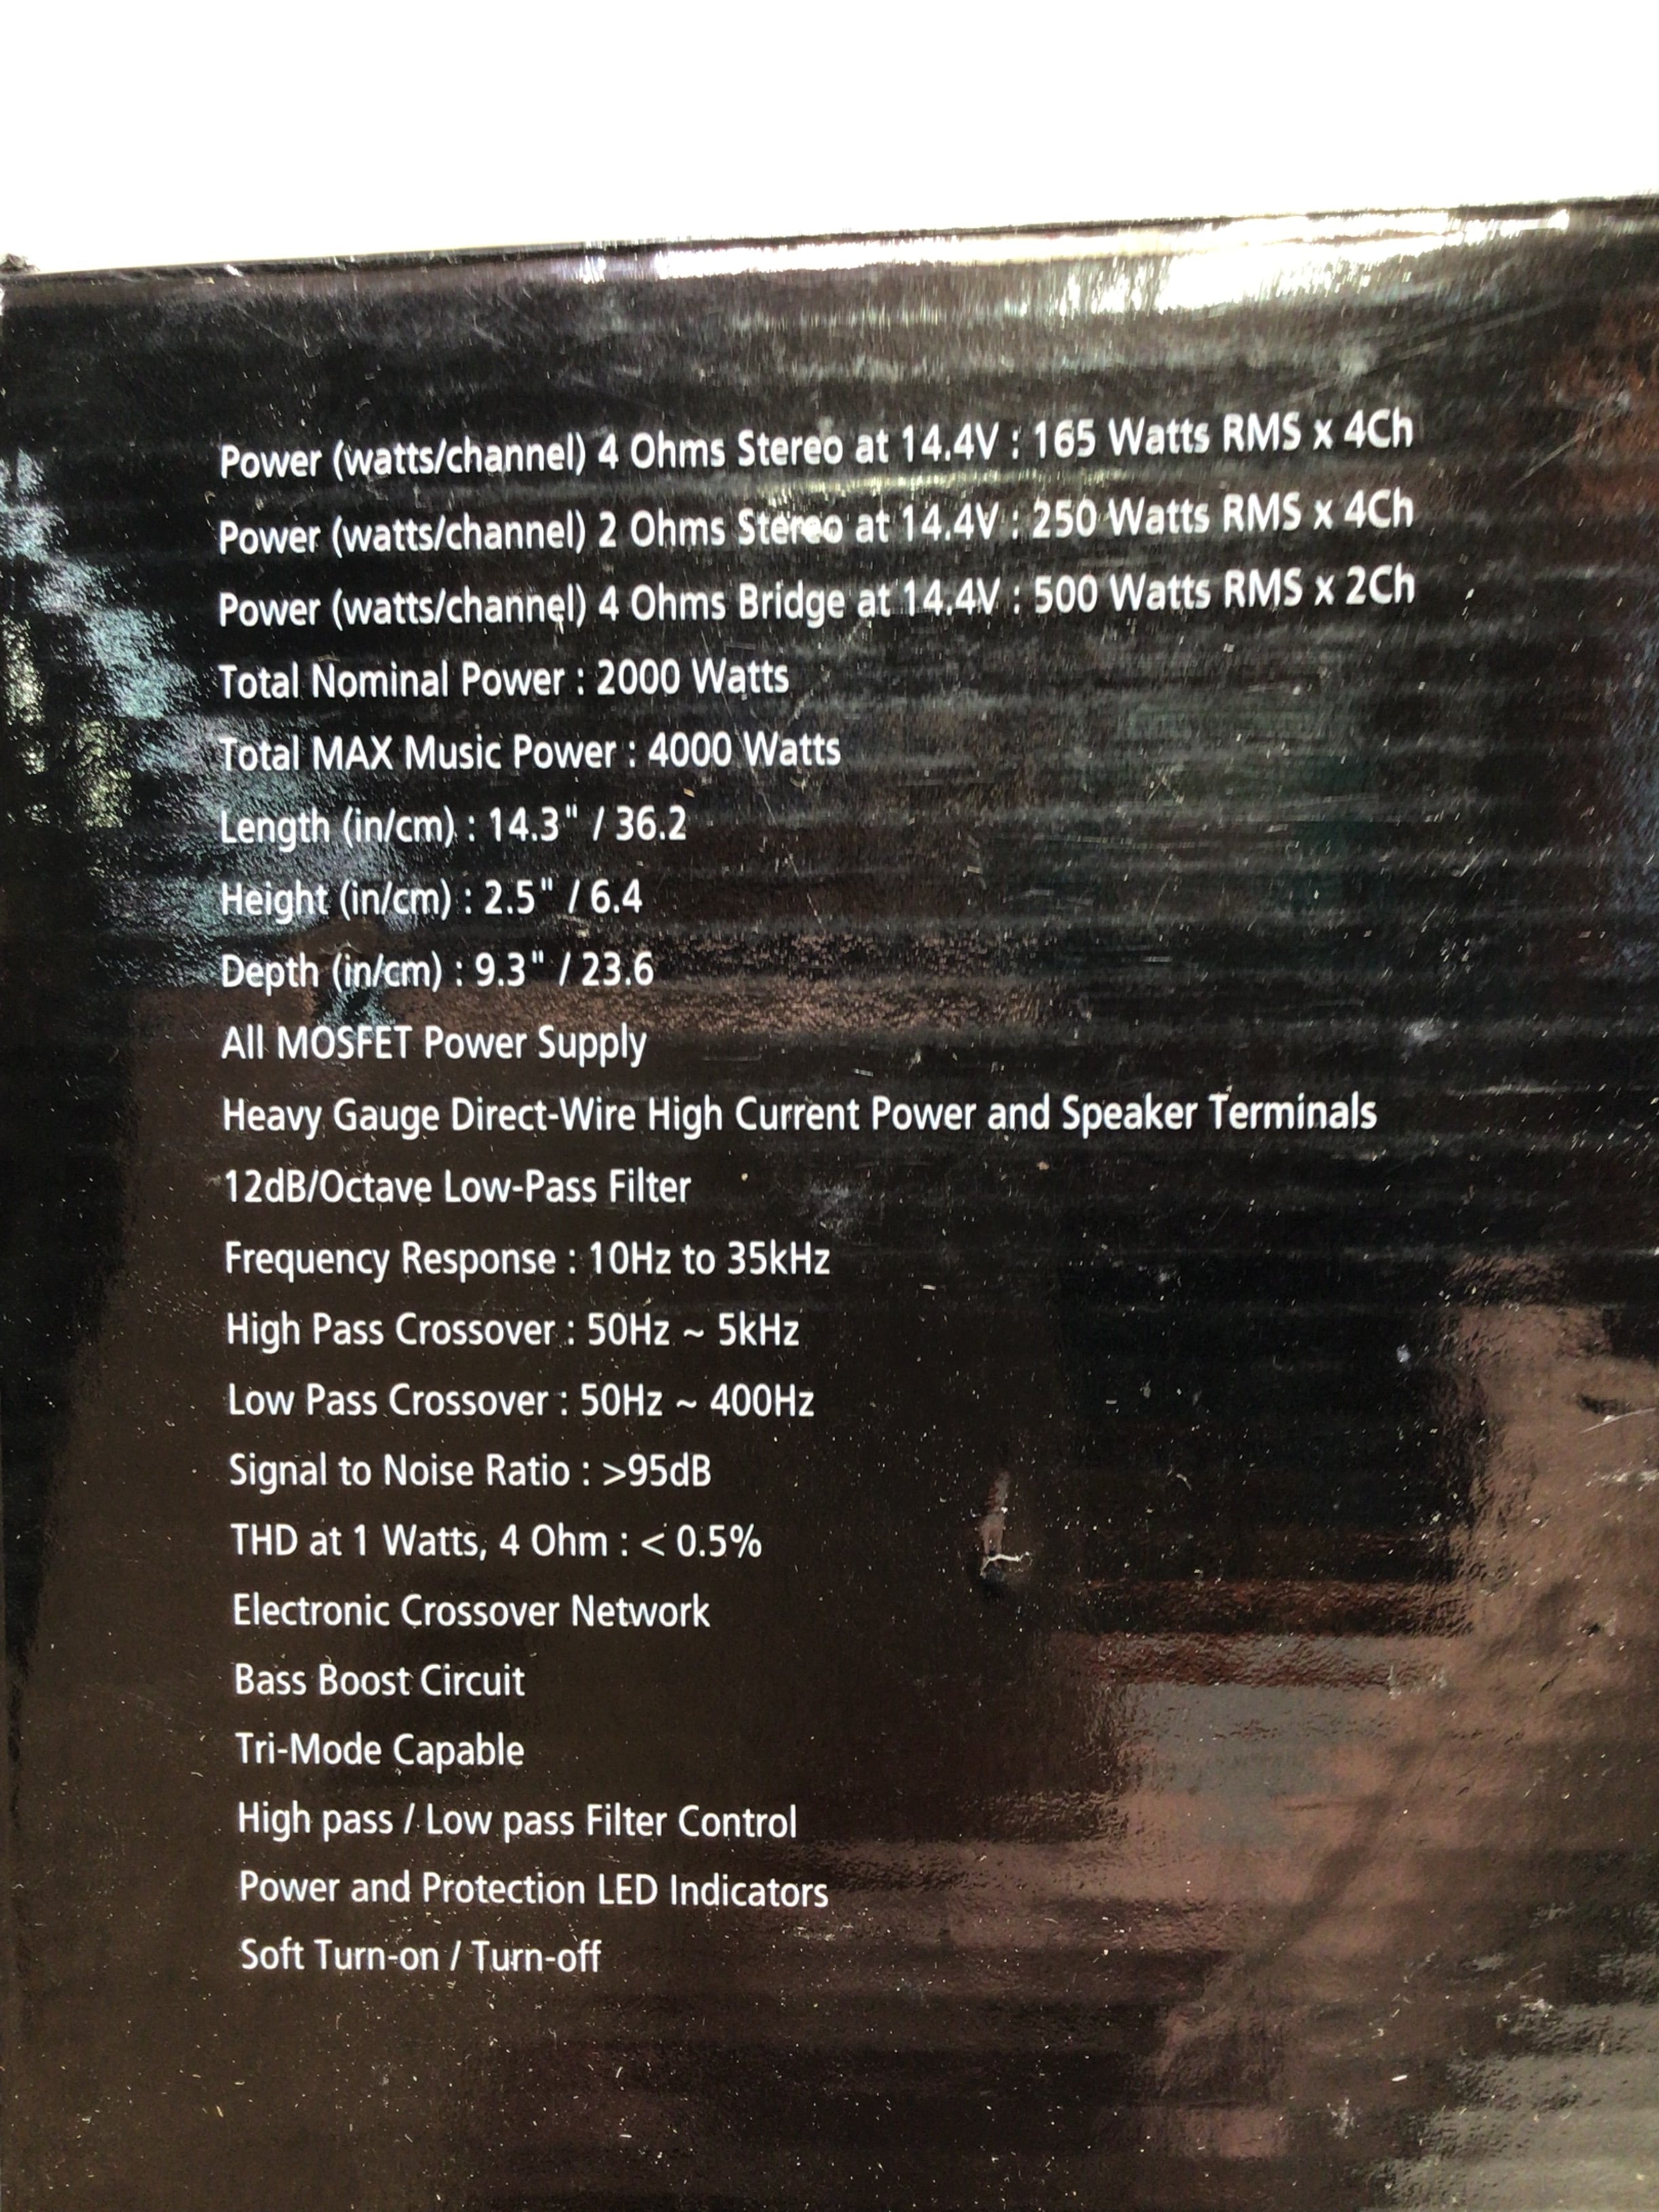 Power (watts/channel) 4 Ohms Stereo at 14.4V : 165 Watts RMS x 4Ch
Power (watts/channel) 2 Ohms Stereo at 14.4V : 250 Watts RMS x 4Ch
Power (watts/channel) 4 Ohms Bridge at 14.4V : 500 Watts RMS x 2Ch
Total Nominal Power : 2000 Watts
Total MAX Music Power : 4000 Watts
Length (in/cm) : 14.3" / 36.2
Height (in/cm) : 2.5" / 6.4
Depth (in/cm) : 9.3" / 23.6
All MOSFET Power Supply
Heavy Gauge Direct-Wire High Current Power and Speaker Terminals
12dB/Octave Low-Pass Filter
Frequency Response : 10Hz to 35kHz
High Pass Crossover : 50Hz ~ 5kHz
Low Pass Crossover : 50Hz ~ 400Hz
Signal to Noise Ratio : >95dB
THD at 1 Watts, 4 Ohm : < 0.5%
Electronic Crossover Network
Bass Boost Circuit
Tri-Mode Capable
High pass / Low pass Filter Control
Power and Protection LED Indicators
Soft Turn-on / Turn-off